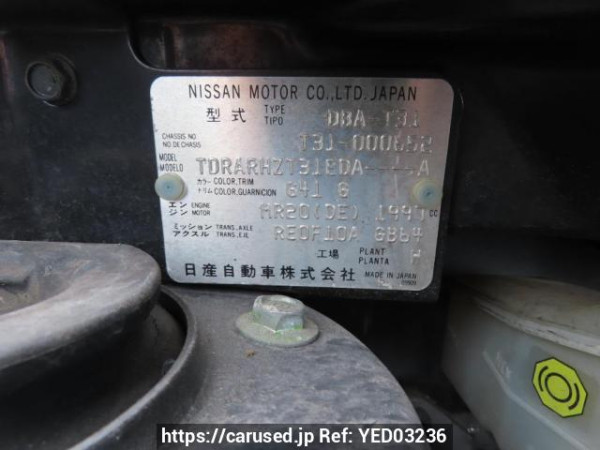 NISSAN MOTOR CO.,LTD.JAPAN
型式 TYPE TIPO DBA-T31
CHASSIS NO NO.DE CHASIS T31-000652
MODEL MODELO TDRARHZT31EDA----A
カラー COLOR,TRIM トリム COLOR,GUARNICION G41 G
エンジン ENGINE MOTOR MR20(DE) 1997 CC
ミッション TRANS.,AXLE アクスル TRANS.,EJE RE0F10A GB64
工場 PLANT PLANTA
日産自動車株式会社 MADE IN JAPAN
https://carused.jp Ref: YED03236